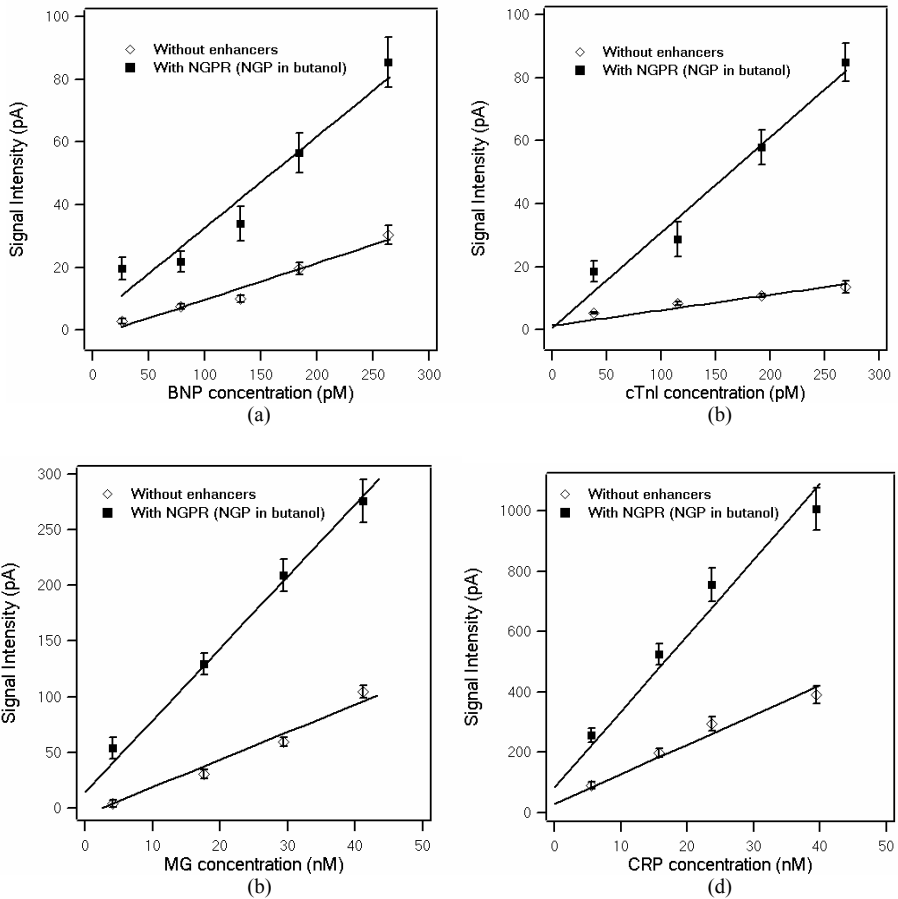 100
80
60
40
20
0
Signal Intensity (pA)
Without enhancers
With NGPR (NGP in butanol)
0 50 100 150 200 250 300
BNP concentration (pM)
(a)
100
80
60
40
20
0
Signal Intensity (pA)
Without enhancers
With NGPR (NGP in butanol)
0 50 100 150 200 250 300
cTnI concentration (pM)
(b)
300
250
200
150
100
50
0
Signal Intensity (pA)
Without enhancers
With NGPR (NGP in butanol)
0 10 20 30 40 50
MG concentration (nM)
(b)
1000
800
600
400
200
0
Signal Intensity (pA)
Without enhancers
With NGPR (NGP in butanol)
0 10 20 30 40 50
CRP concentration (nM)
(d)